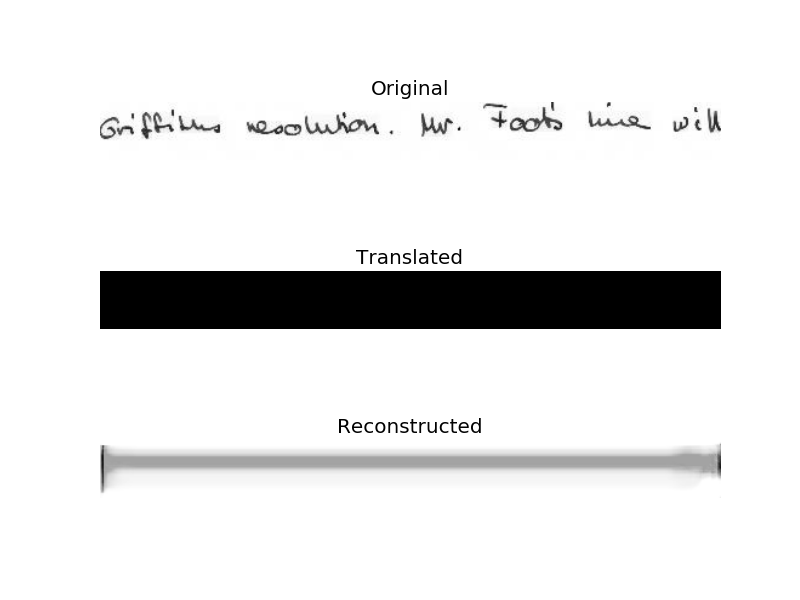 Original
Griffiths resolution. Mr. Foot's line will
Translated
Reconstructed